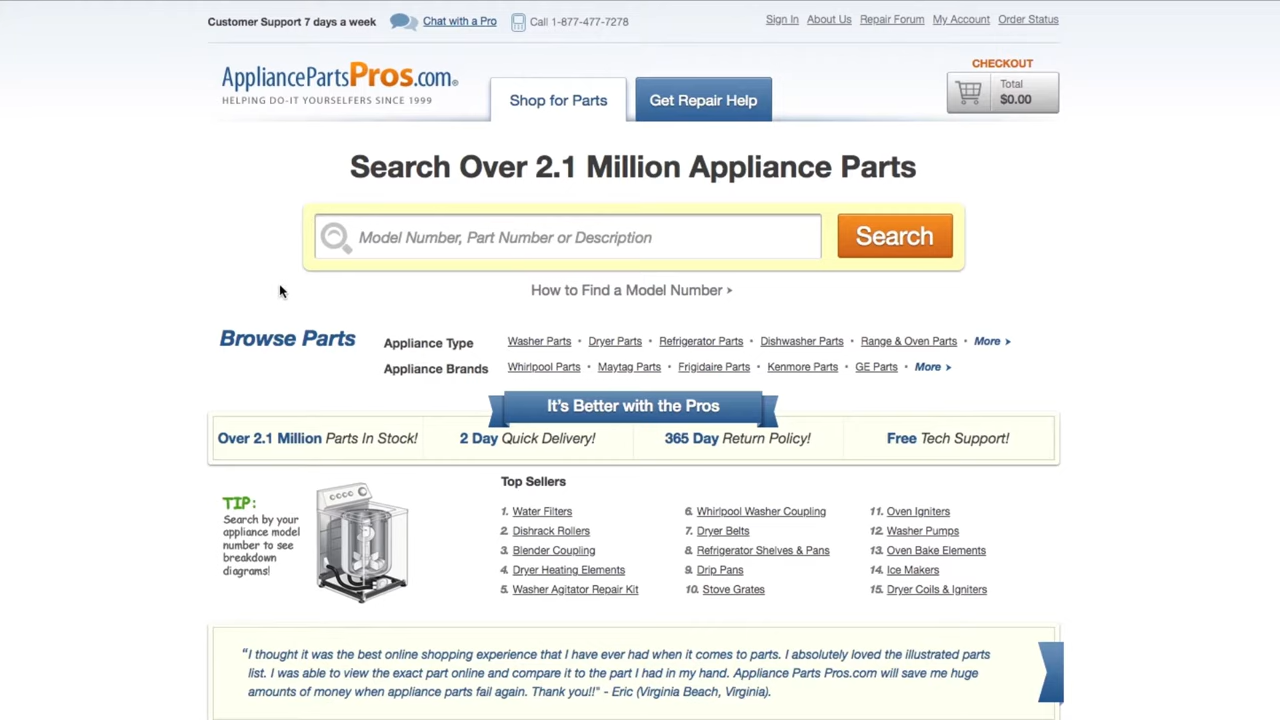 Customer Support 7 days a week Chat with a Pro Call 1-877-477-7278 Sign In About Us Repair Forum My Account Order Status
AppliancePartsPros.com®
HELPING DO-IT YOURSELFERS SINCE 1999
Shop for Parts Get Repair Help
CHECKOUT
Total
$0.00
Search Over 2.1 Million Appliance Parts
Model Number, Part Number or Description Search
How to Find a Model Number
Browse Parts
Appliance Type Washer Parts • Dryer Parts • Refrigerator Parts • Dishwasher Parts • Range & Oven Parts • More
Appliance Brands Whirlpool Parts • Maytag Parts • Frigidaire Parts • Kenmore Parts • GE Parts • More
It's Better with the Pros
Over 2.1 Million Parts In Stock! 2 Day Quick Delivery! 365 Day Return Policy! Free Tech Support!
TIP:
Search by your
appliance model
number to see
breakdown
diagrams!
Top Sellers
1. Water Filters
2. Dishrack Rollers
3. Blender Coupling
4. Dryer Heating Elements
5. Washer Agitator Repair Kit
6. Whirlpool Washer Coupling
7. Dryer Belts
8. Refrigerator Shelves & Pans
9. Drip Pans
10. Stove Grates
11. Oven Igniters
12. Washer Pumps
13. Oven Bake Elements
14. Ice Makers
15. Dryer Coils & Igniters
"I thought it was the best online shopping experience that I have ever had when it comes to parts. I absolutely loved the illustrated parts
list. I was able to view the exact part online and compare it to the part I had in my hand. Appliance Parts Pros.com will save me huge
amounts of money when appliance parts fail again. Thank you!!" - Eric (Virginia Beach, Virginia).